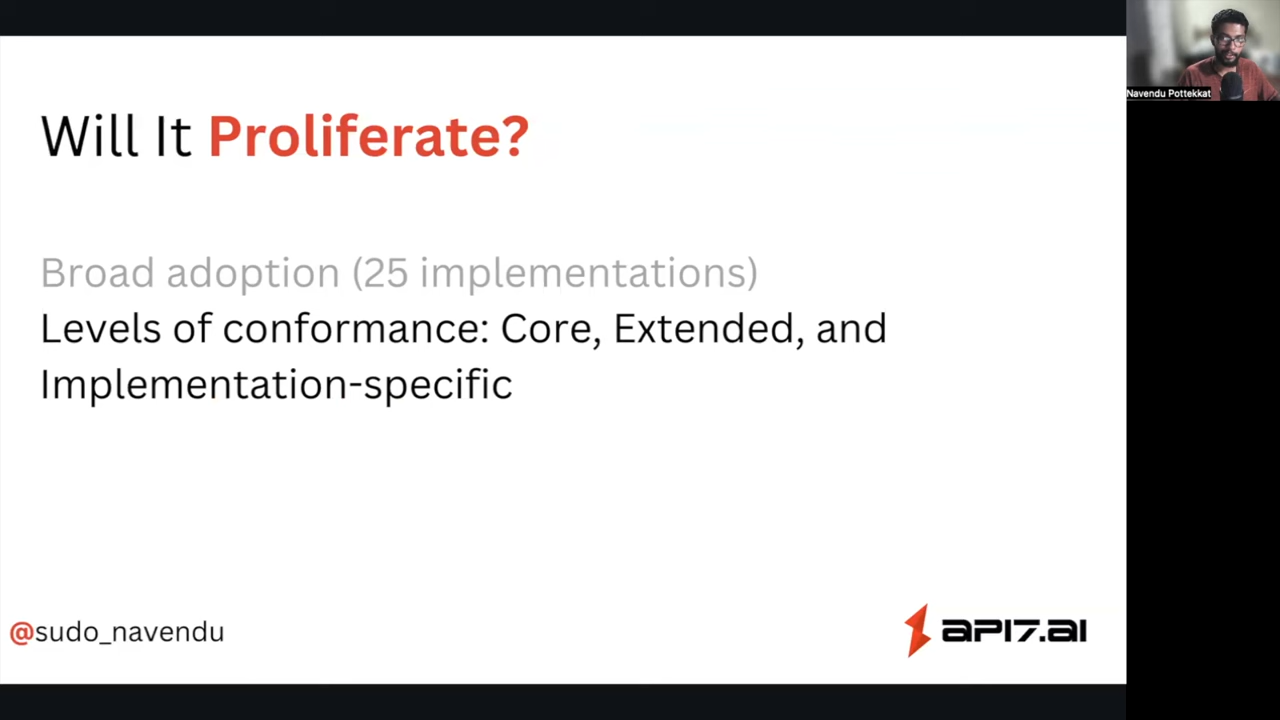 Will It Proliferate?
Broad adoption (25 implementations)
Levels of conformance: Core, Extended, and
Implementation-specific
@sudo_navendu
API7.AI
Navendu Pottekkat